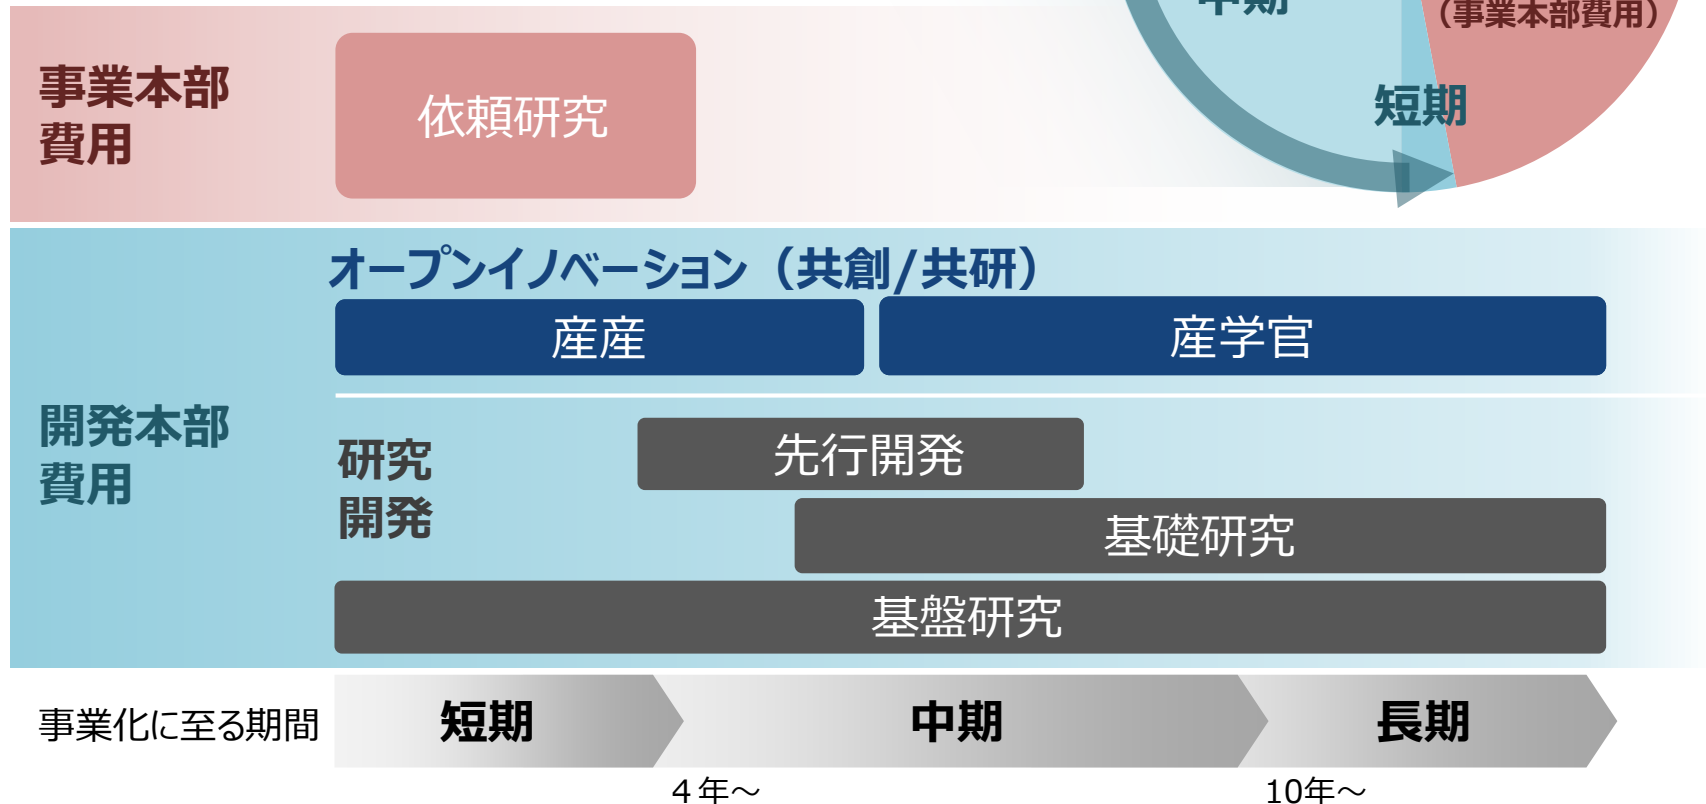 中期
（事業本部費用）
短期
事業本部
費用
依頼研究
オープンイノベーション（共創/共研）
産産
産学官
開発本部
費用
研究
開発
先行開発
基礎研究
基盤研究
事業化に至る期間
短期
中期
長期
４年～
10年～